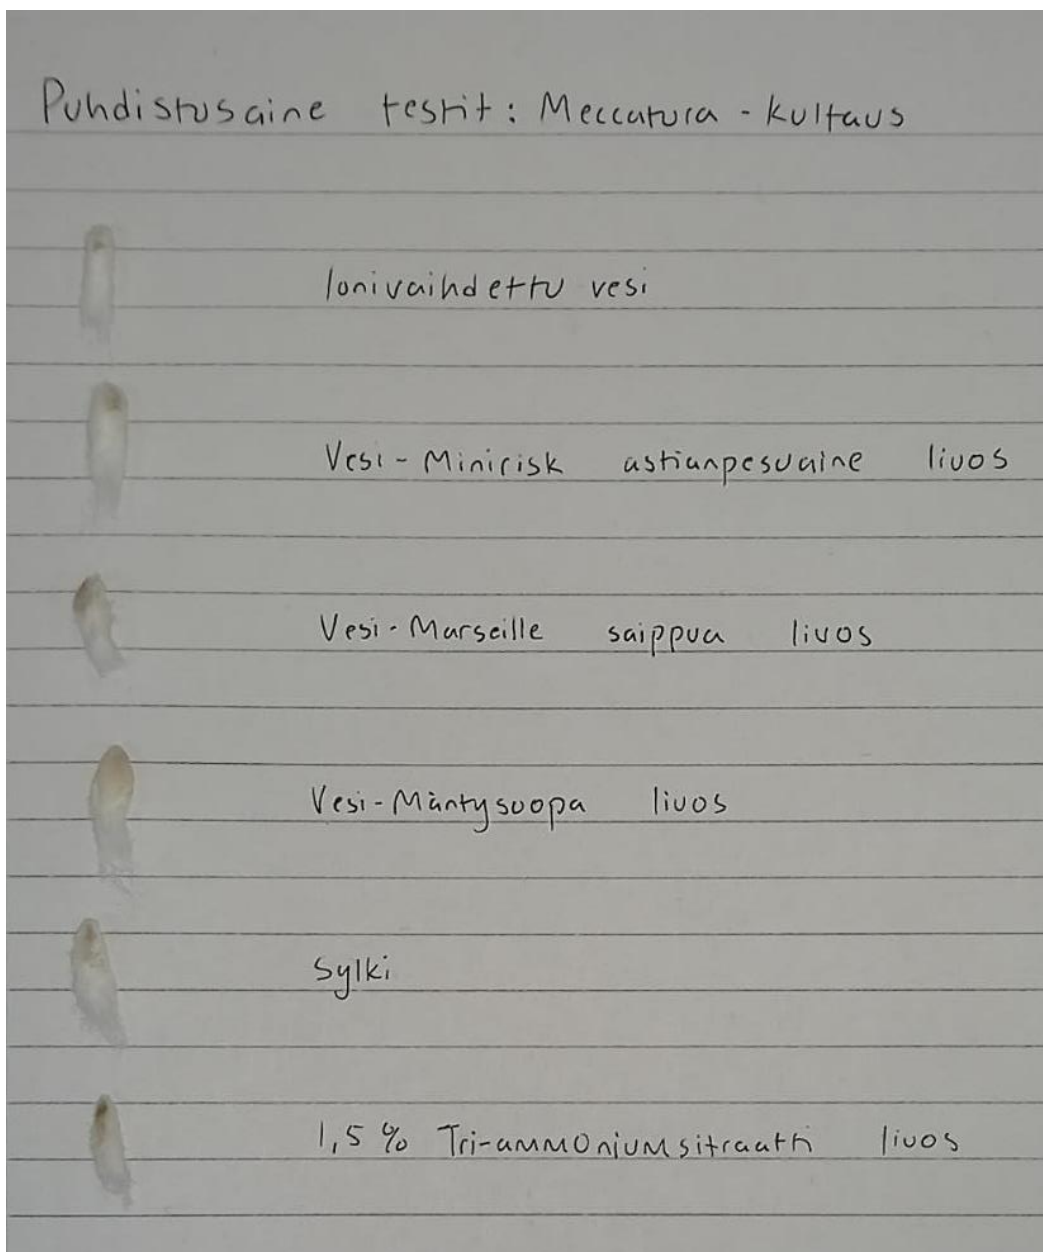 Puhdistusaine testit: Meccatura - kultaus
Ionivaihdettu vesi
Vesi - Minirisk astianpesuaine liuos
Vesi - Marseille saippua liuos
Vesi - Mäntysuopa liuos
Sylki
1,5 % Tri-ammoniumsitraatti liuos